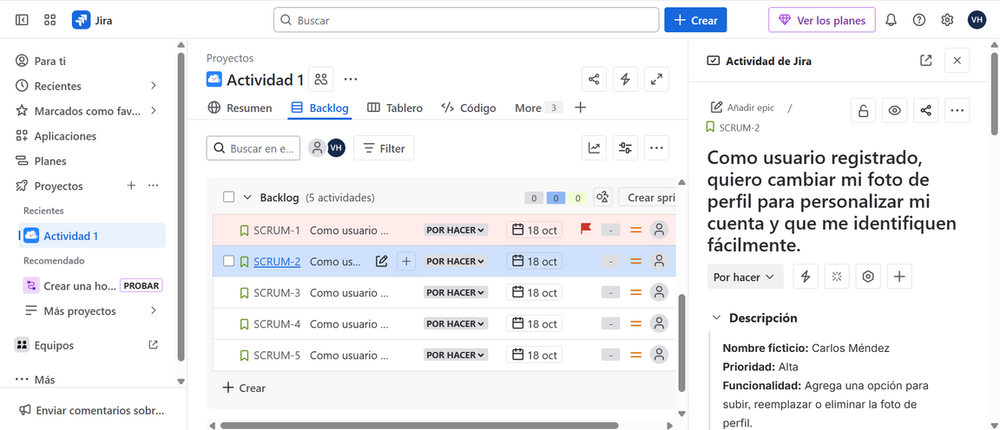 Jira
Buscar
Crear
Ver los planes
VH
Para ti
Recientes
Marcados como fav...
Aplicaciones
Planes
Proyectos
Recientes
Actividad 1
Recomendado
Crear una ho...
PROBAR
Más proyectos
Equipos
Más
Enviar comentarios sobr...
Proyectos
Actividad 1
Resumen
Backlog
Tablero
Código
More 3
Buscar en e...
VH
Filter
Backlog (5 actividades)
0 0 0
Crear spri
SCRUM-1 Como usuario ... POR HACER 18 oct -
SCRUM-2 Como us... POR HACER 18 oct -
SCRUM-3 Como usuario ... POR HACER 18 oct -
SCRUM-4 Como usuario ... POR HACER 18 oct -
SCRUM-5 Como usuario ... POR HACER 18 oct -
Crear
Actividad de Jira
Añadir epic /
SCRUM-2
Como usuario registrado,
quiero cambiar mi foto de
perfil para personalizar mi
cuenta y que me identifiquen
fácilmente.
Por hacer
Descripción
Nombre ficticio: Carlos Méndez
Prioridad: Alta
Funcionalidad: Agrega una opción para
subir, reemplazar o eliminar la foto de
perfil.